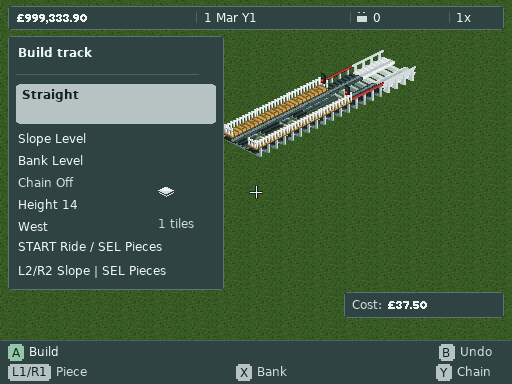 £999,333.90
1 Mar Y1
0
1x
Build track
Straight
Slope Level
Bank Level
Chain Off
Height 14
West
1 tiles
START Ride / SEL Pieces
L2/R2 Slope | SEL Pieces
Cost: £37.50
A Build
B Undo
L1/R1 Piece
X Bank
Y Chain